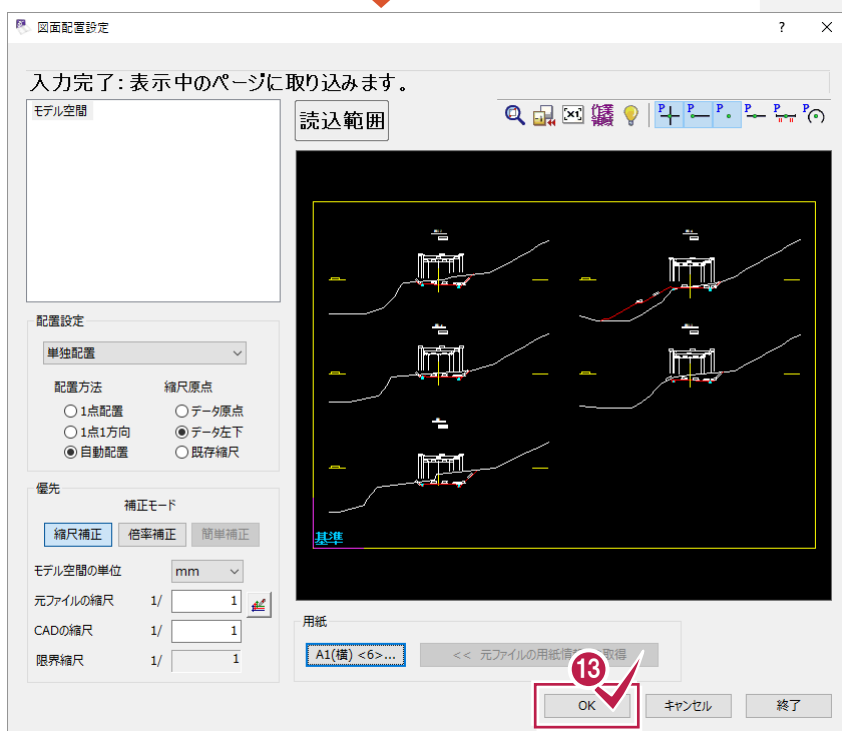 図面配置設定
?
入力完了:表示中のページに取り込みます。
モデル空間
読込範囲
×1
作業編集
P P P P P P
基準
配置設定
単独配置
配置方法 縮尺原点
1点配置 データ原点
1点1方向 データ左下
自動配置 既存縮尺
優先
補正モード
縮尺補正 倍率補正 簡単補正
モデル空間の単位 mm
元ファイルの縮尺 1/ 1
CADの縮尺 1/ 1
限界縮尺 1/ 1
用紙
A1(横) <6>... << 元ファイルの用紙情 取得
13
OK キャンセル 終了